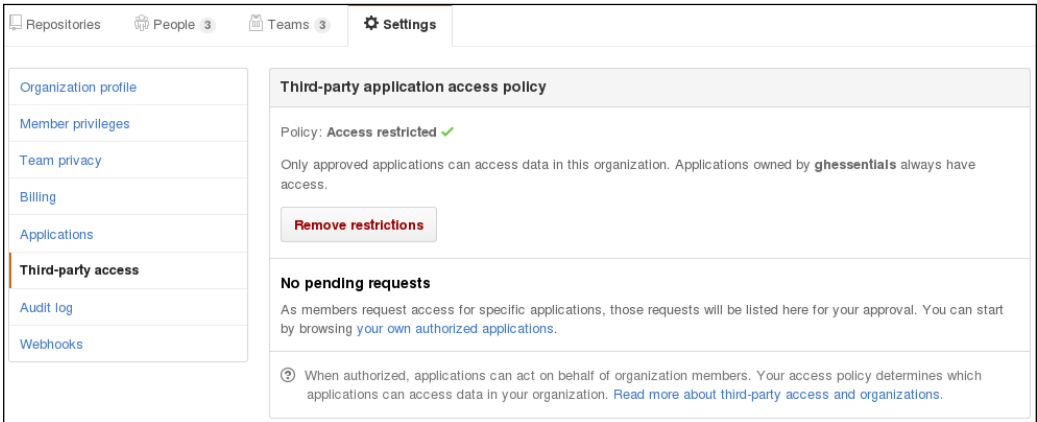 Repositories People 3 Teams 3 Settings
Organization profile
Member privileges
Team privacy
Billing
Applications
Third-party access
Audit log
Webhooks
Third-party application access policy
Policy: Access restricted
Only approved applications can access data in this organization. Applications owned by ghessentials always have
access.
Remove restrictions
No pending requests
As members request access for specific applications, those requests will be listed here for your approval. You can start
by browsing your own authorized applications.
When authorized, applications can act on behalf of organization members. Your access policy determines which
applications can access data in your organization. Read more about third-party access and organizations.